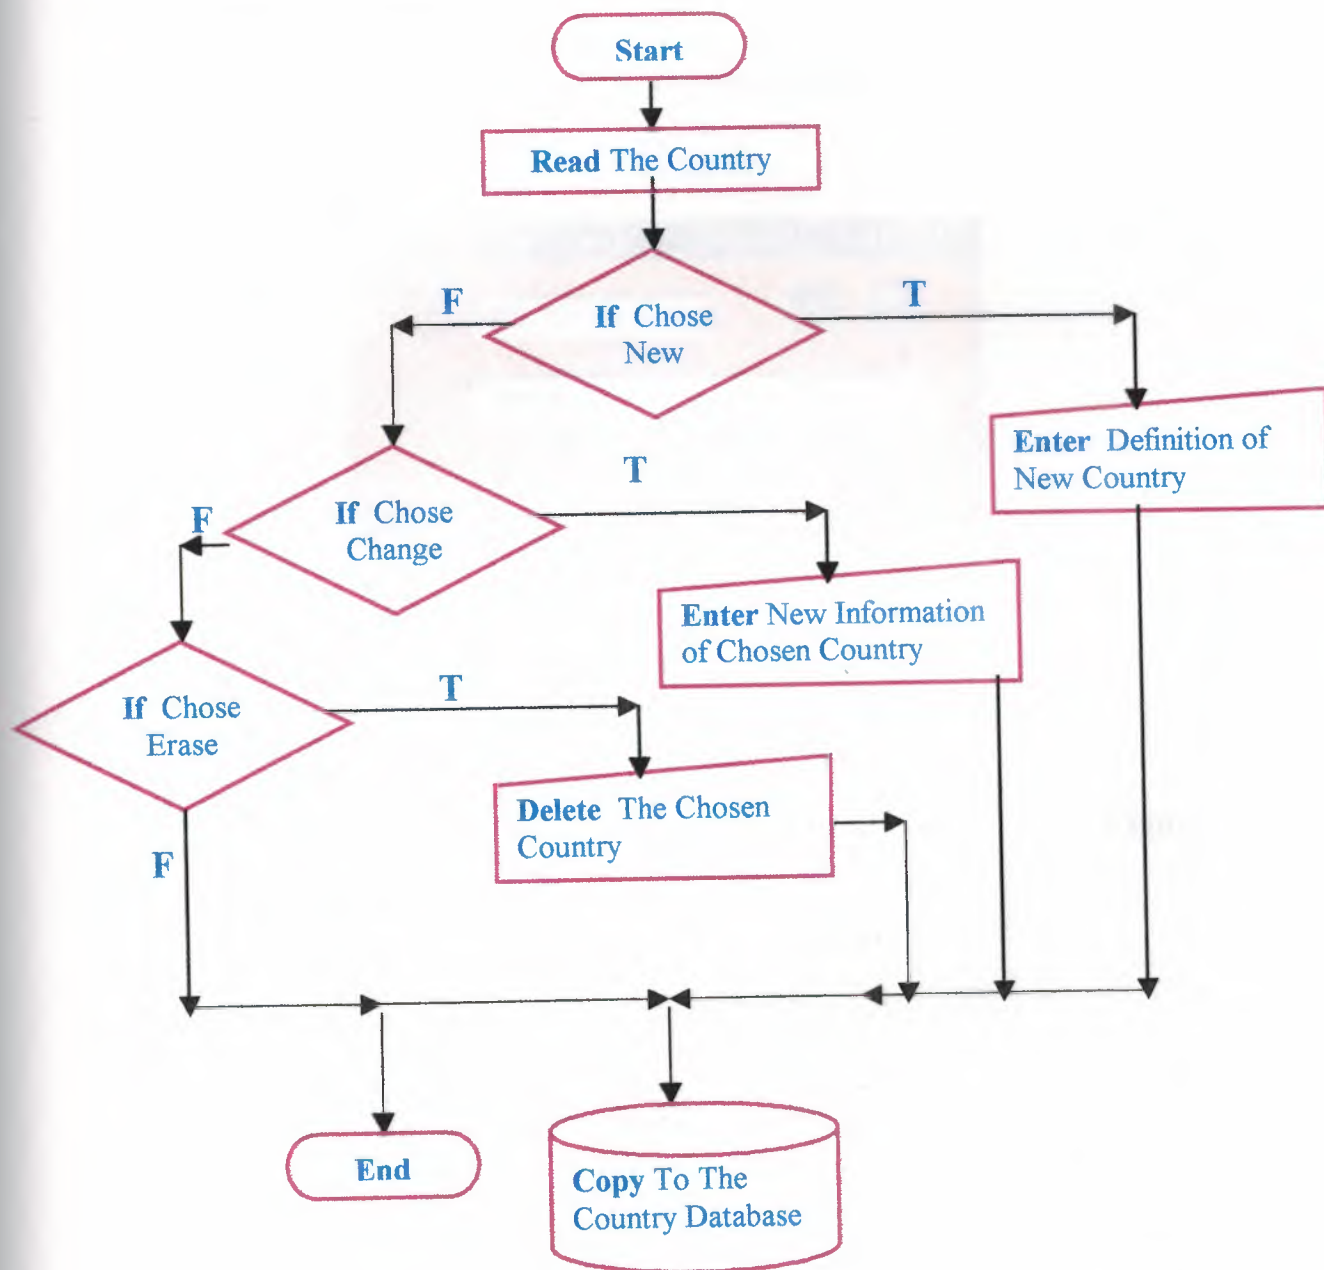 Start
Read The Country
F
T
If Chose
New
Enter Definition of
New Country
T
F
If Chose
Change
Enter New Information
of Chosen Country
T
If Chose
Erase
Delete The Chosen
Country
F
End
Copy To The
Country Database